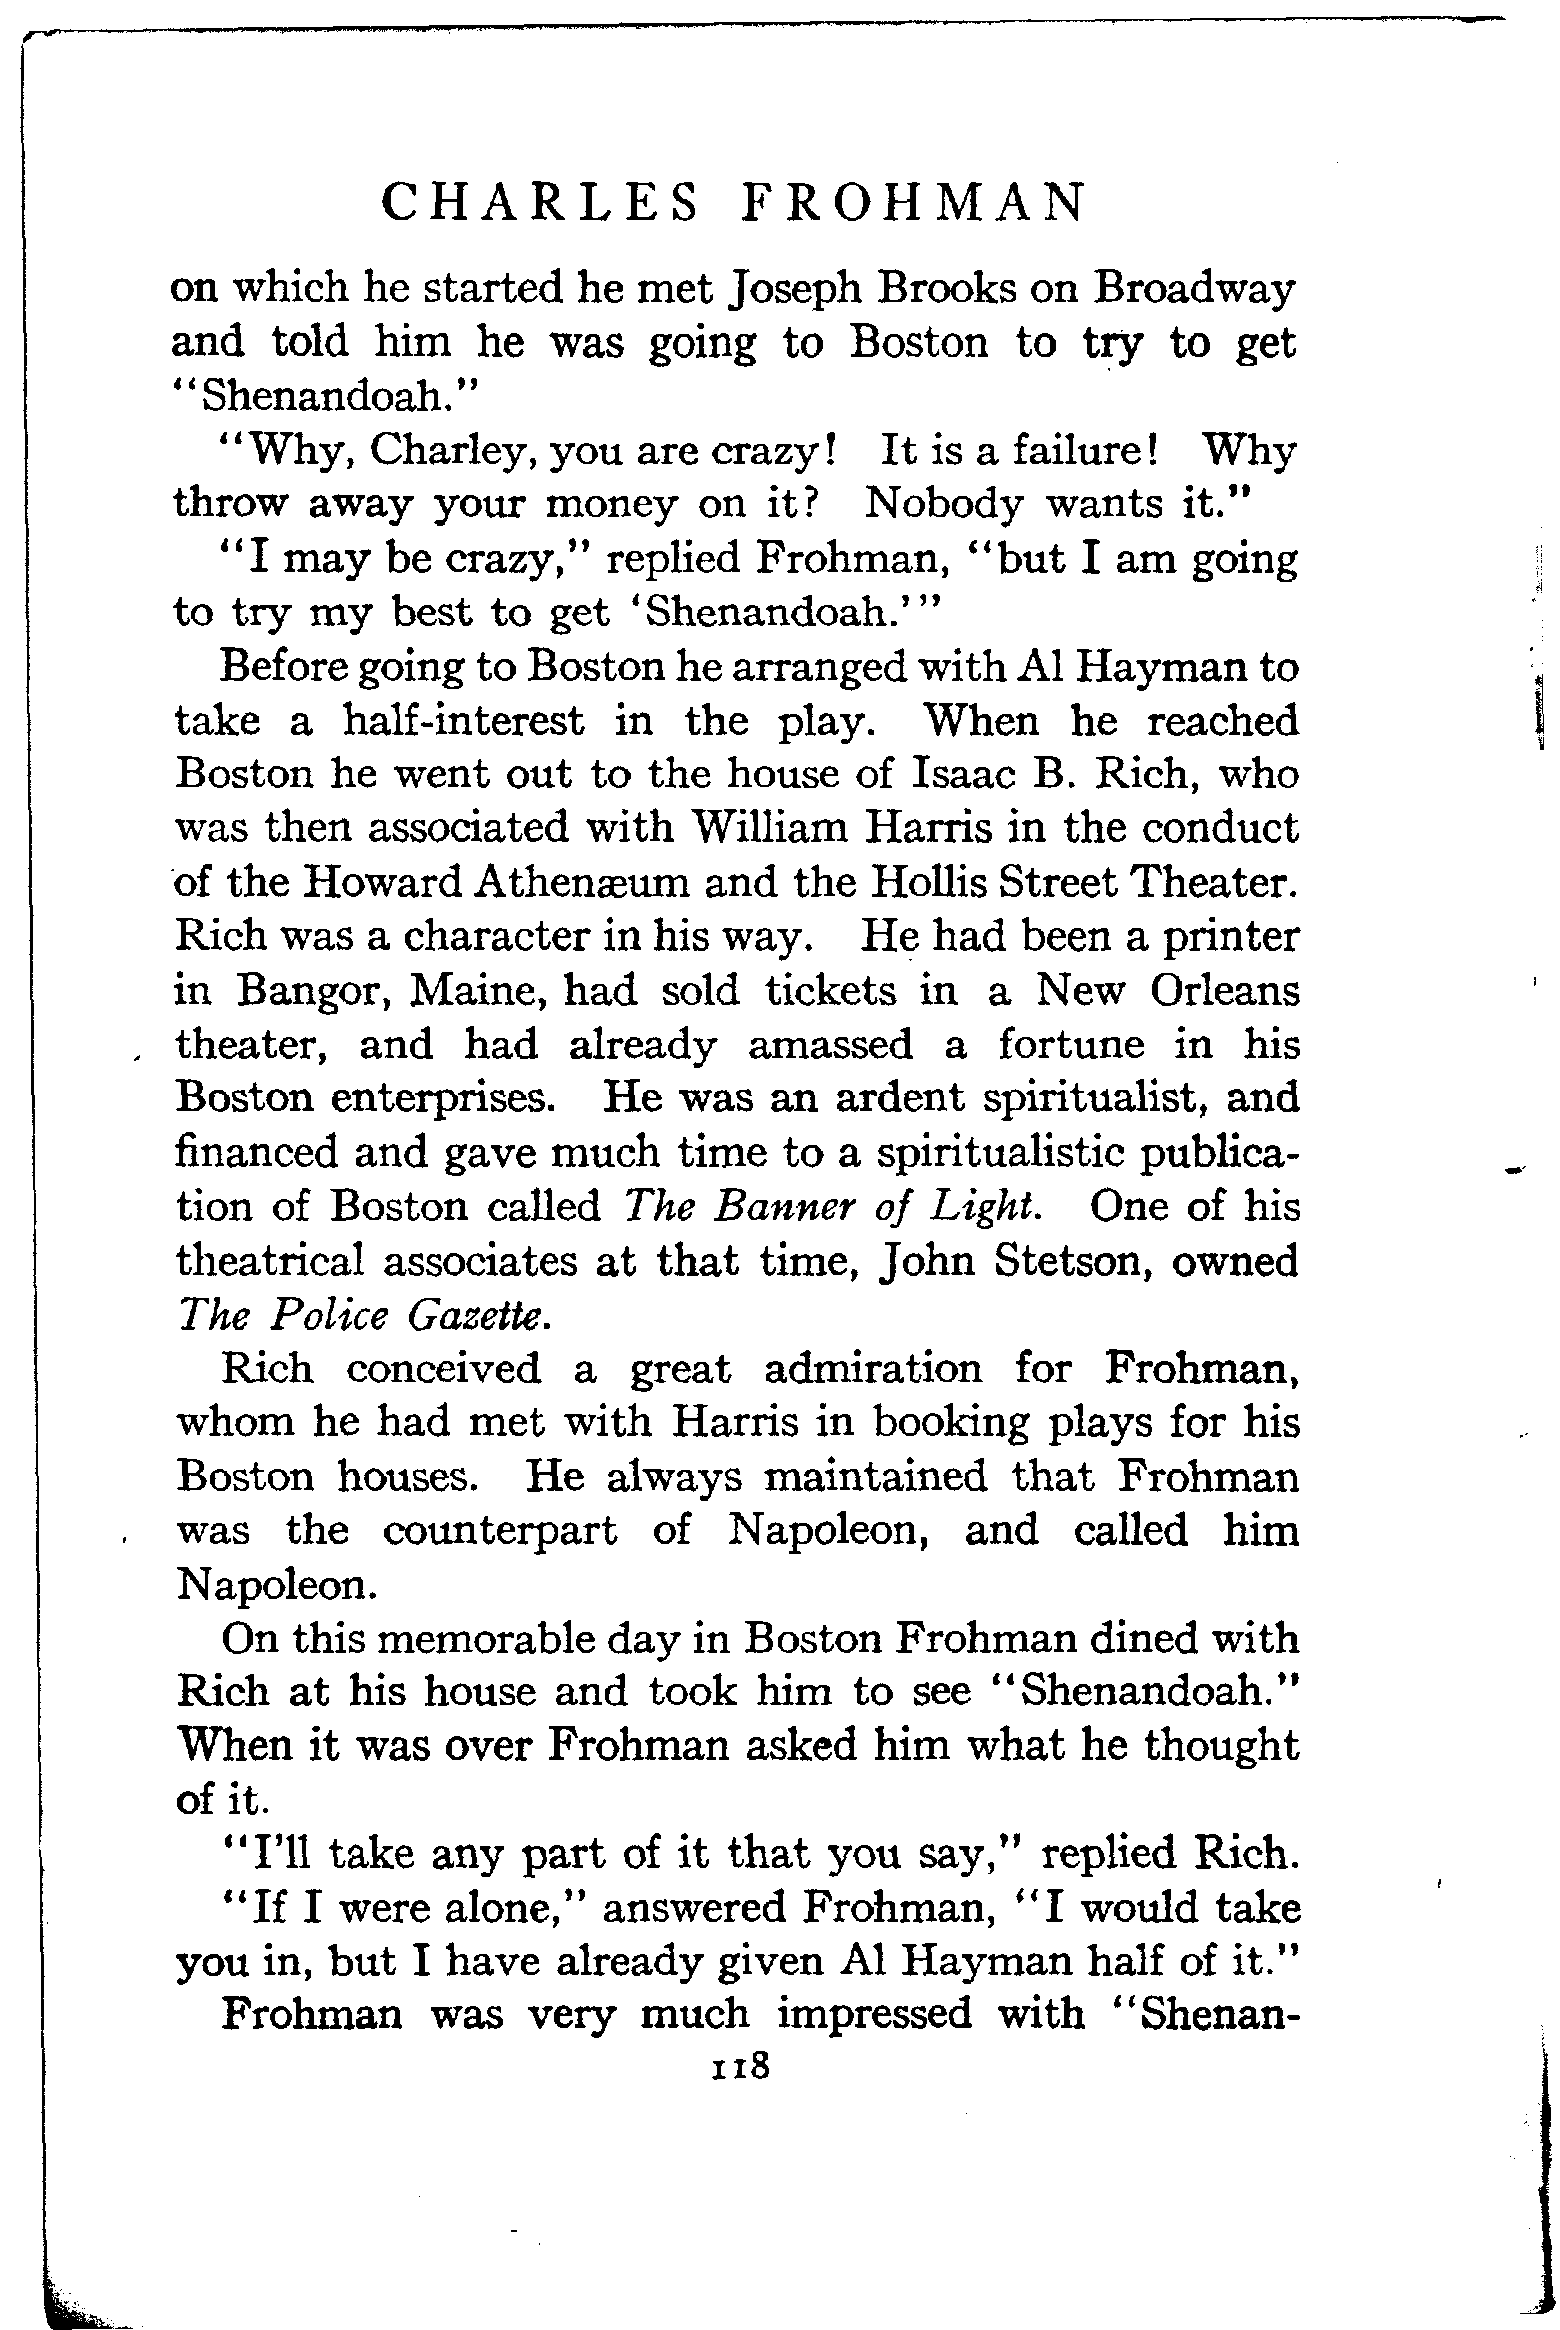 CHARLES FROHMAN
on which he started he met Joseph Brooks on Broadway
and told him he was going to Boston to try to get
"Shenandoah."
"Why, Charley, you are crazy! It is a failure! Why
throw away your money on it? Nobody wants it."
"I may be crazy," replied Frohman, "but I am going
to try my best to get 'Shenandoah.'"
Before going to Boston he arranged with Al Hayman to
take a half-interest in the play. When he reached
Boston he went out to the house of Isaac B. Rich, who
was then associated with William Harris in the conduct
of the Howard Athenæum and the Hollis Street Theater.
Rich was a character in his way. He had been a printer
in Bangor, Maine, had sold tickets in a New Orleans
theater, and had already amassed a fortune in his
Boston enterprises. He was an ardent spiritualist, and
financed and gave much time to a spiritualistic publica-
tion of Boston called The Banner of Light. One of his
theatrical associates at that time, John Stetson, owned
The Police Gazette.
Rich conceived a great admiration for Frohman,
whom he had met with Harris in booking plays for his
Boston houses. He always maintained that Frohman
was the counterpart of Napoleon, and called him
Napoleon.
On this memorable day in Boston Frohman dined with
Rich at his house and took him to see "Shenandoah."
When it was over Frohman asked him what he thought
of it.
"I'll take any part of it that you say," replied Rich.
"If I were alone," answered Frohman, "I would take
you in, but I have already given Al Hayman half of it."
Frohman was very much impressed with "Shenan-
118